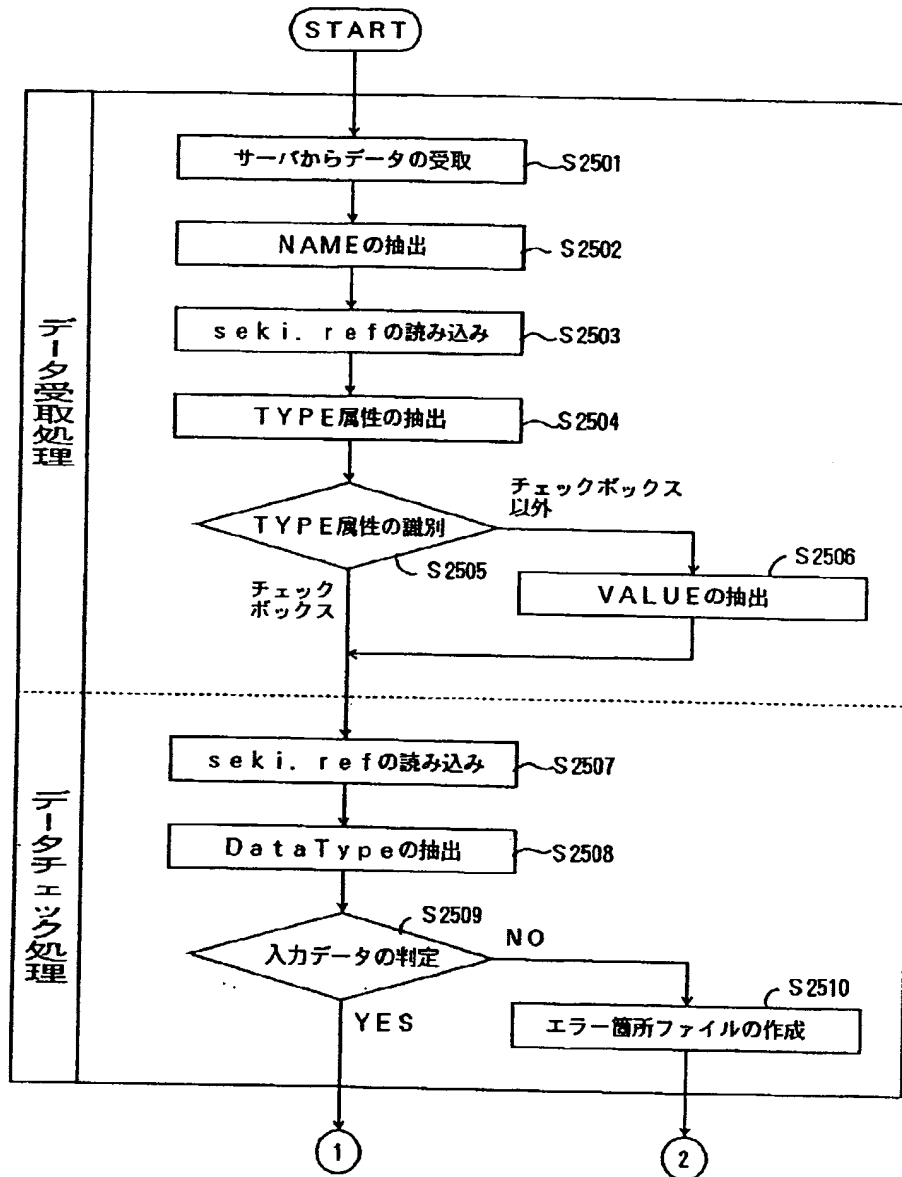 START
データ受取処理
サーバからデータの受取
S2501
NAMEの抽出
S2502
seki.refの読み込み
S2503
TYPE属性の抽出
S2504
TYPE属性の識別
S2505
チェックボックス
以外
S2506
VALUEの抽出
チェック
ボックス
データチェック処理
seki.refの読み込み
S2507
DataTypeの抽出
S2508
S2509
入力データの判定
NO
YES
S2510
エラー箇所ファイルの作成
1
2